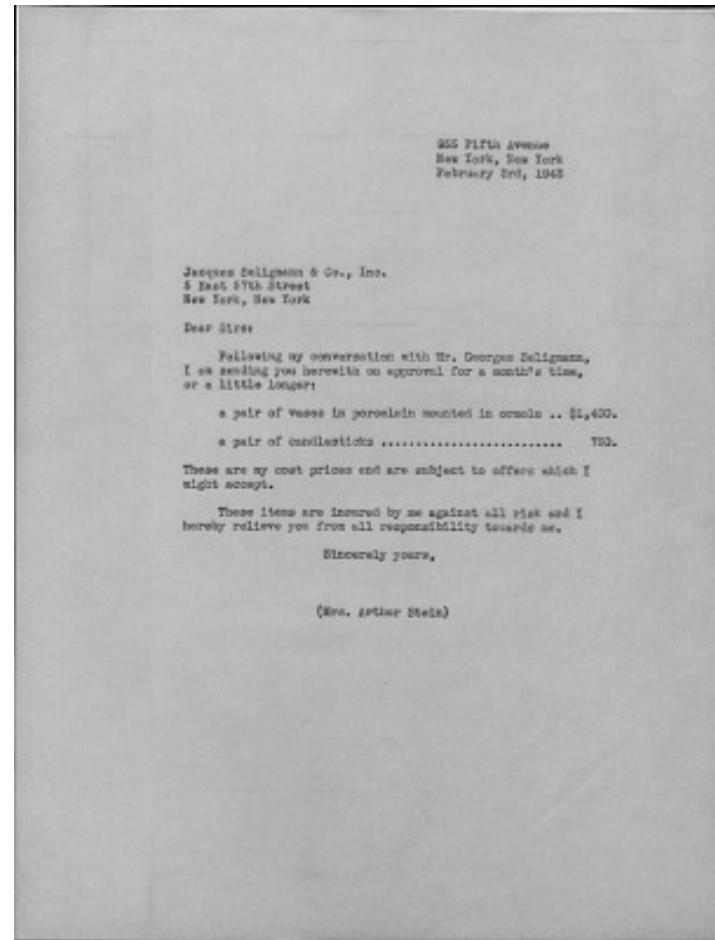 955 Fifth Avenue
New York, New York
February 3rd, 1943
Jacques Seligmann & Co., Inc.
5 East 57th Street
New York, New York
Dear Sirs:
Following my conversation with Mr. Georges Seligmann,
I am sending you herewith on approval for a month's time,
or a little longer:
a pair of vases in porcelain mounted in ormolu .. $1,400.
a pair of candlesticks .......................... 750.
These are my cost prices and are subject to offers which I
might accept.
These items are insured by me against all risk and I
hereby relieve you from all responsibility towards me.
Sincerely yours,
(Mrs. Arthur Stein)